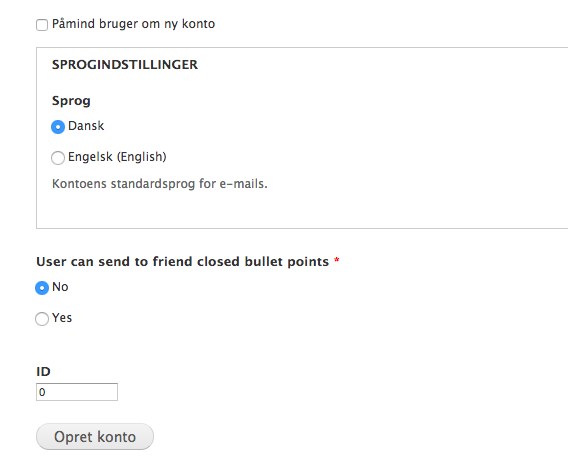 Påmind bruger om ny konto
SPROGINDSTILLINGER
Sprog
Dansk
Engelsk (English)
Kontoens standardsprog for e-mails.
User can send to friend closed bullet points *
No
Yes
ID
0
Opret konto